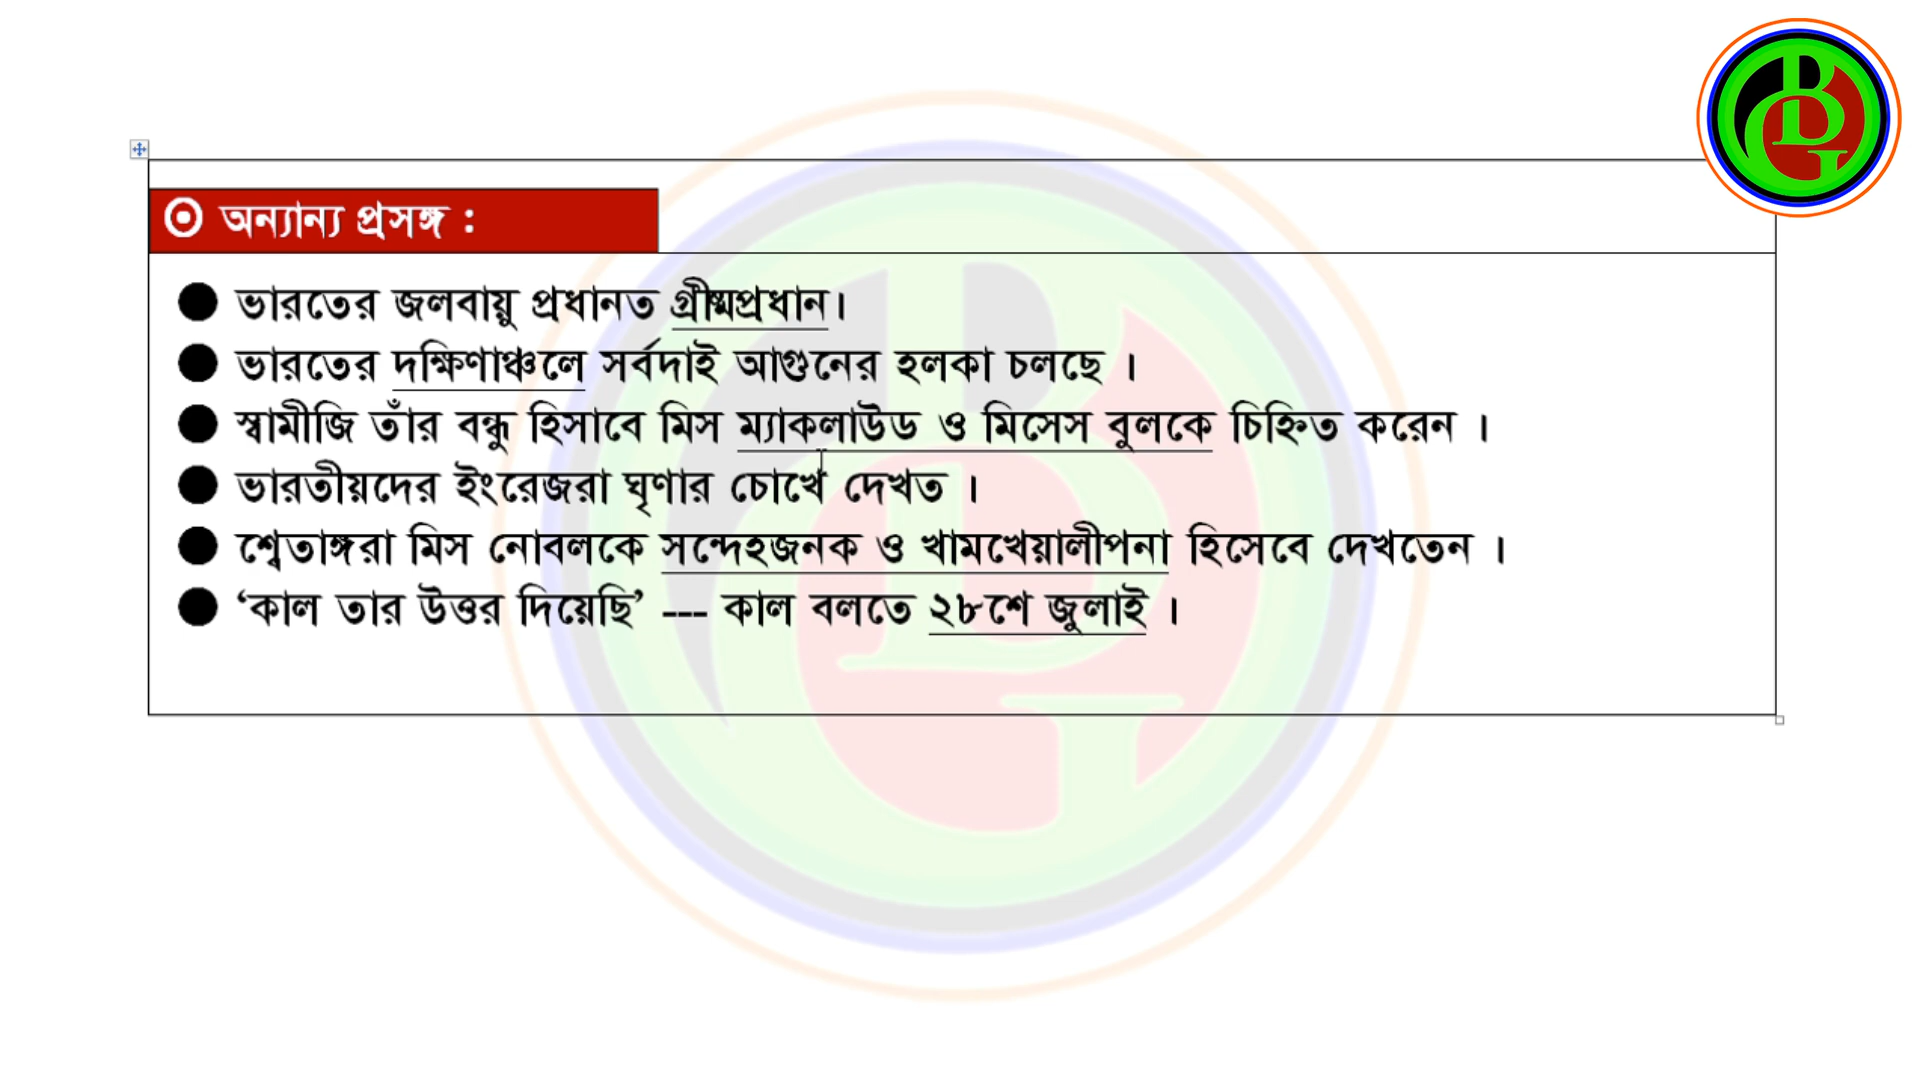 অন্যান্য প্রসঙ্গ :
ভারতের জলবায়ু প্রধানত গ্রীষ্মপ্রধান।
ভারতের দক্ষিণাঞ্চলে সর্বদাই আগুনের হলকা চলছে ।
স্বামীজি তাঁর বন্ধু হিসাবে মিস ম্যাকলাউড ও মিসেস বুলকে চিহ্নিত করেন ।
ভারতীয়দের ইংরেজরা ঘৃণার চোখে দেখত ।
শ্বেতাঙ্গরা মিস নোবলকে সন্দেহজনক ও খামখেয়ালীপনা হিসেবে দেখতেন ।
‘কাল তার উত্তর দিয়েছি’ --- কাল বলতে ২৮শে জুলাই ।